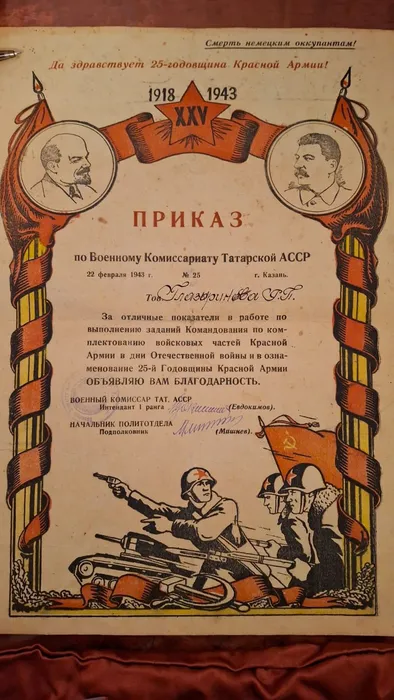 Смерть немецким оккупантам!
Да здравствует 25-годовщина Красной Армии!
1918 1943
XXV
ПРИКАЗ
по Военному Комиссариату Татарской АССР
22 февраля 1943 г. № 25 г. Казань.
Тов.
За отличные показатели в работе по
выполнению заданий Командования по ком-
плектованию войсковых частей Красной
Армии в дни Отечественной войны и в озна-
менование 25-й Годовщины Красной Армии
ОБЪЯВЛЯЮ ВАМ БЛАГОДАРНОСТЬ.
ВОЕННЫЙ КОМИССАР ТАТ. АССР
Интендант 1 ранга (Евдокимов).
НАЧАЛЬНИК ПОЛИТОТДЕЛА
Подполковник (Машнев).